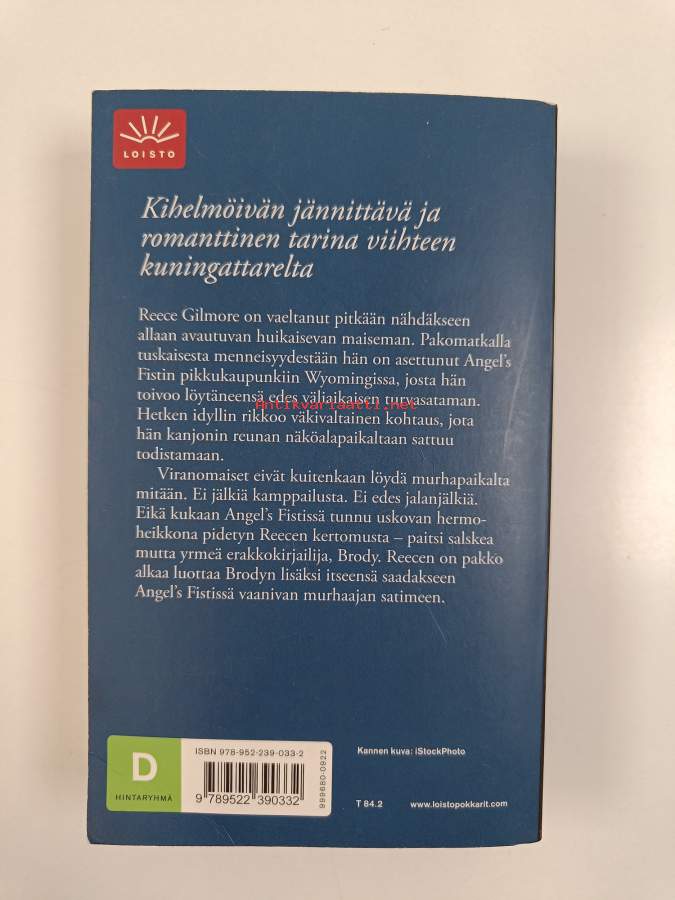 LOISTO
Kihelmöivän jännittävä ja
romanttinen tarina viihteen
kuningattarelta
Reece Gilmore on vaeltanut pitkään nähdäkseen
allaan avautuvan huikaisevan maiseman. Pakomatkalla
tuskaisesta menneisyydestään hän on asettunut Angel's
Fistin pikkukaupunkiin Wyomingissa, josta hän
toivoo löytäneensä edes väliaikaisen turvasataman.
Antikvariaatti.net
Hetken idyllin rikkoo väkivaltainen kohtaus, jota
hän kanjonin reunan näköalapaikaltaan sattuu
todistamaan.
Viranomaiset eivät kuitenkaan löydä murhapaikalta
mitään. Ei jälkiä kamppailusta. Ei edes jalanjälkiä.
Eikä kukaan Angel's Fistissä tunnu uskovan hermo-
heikkona pidetyn Reecen kertomusta – paitsi salskea
mutta yrmeä erakkokirjailija, Brody. Reecen on pakko
alkaa luottaa Brodyn lisäksi itseensä saadakseen
Angel's Fistissä vaanivan murhaajan satimeen.
D
HINTARYHMÄ
ISBN 978-952-239-033-2
9 789522 390332
999680-0922
Kannen kuva: iStockPhoto
T 84.2 www.loistopokkarit.com